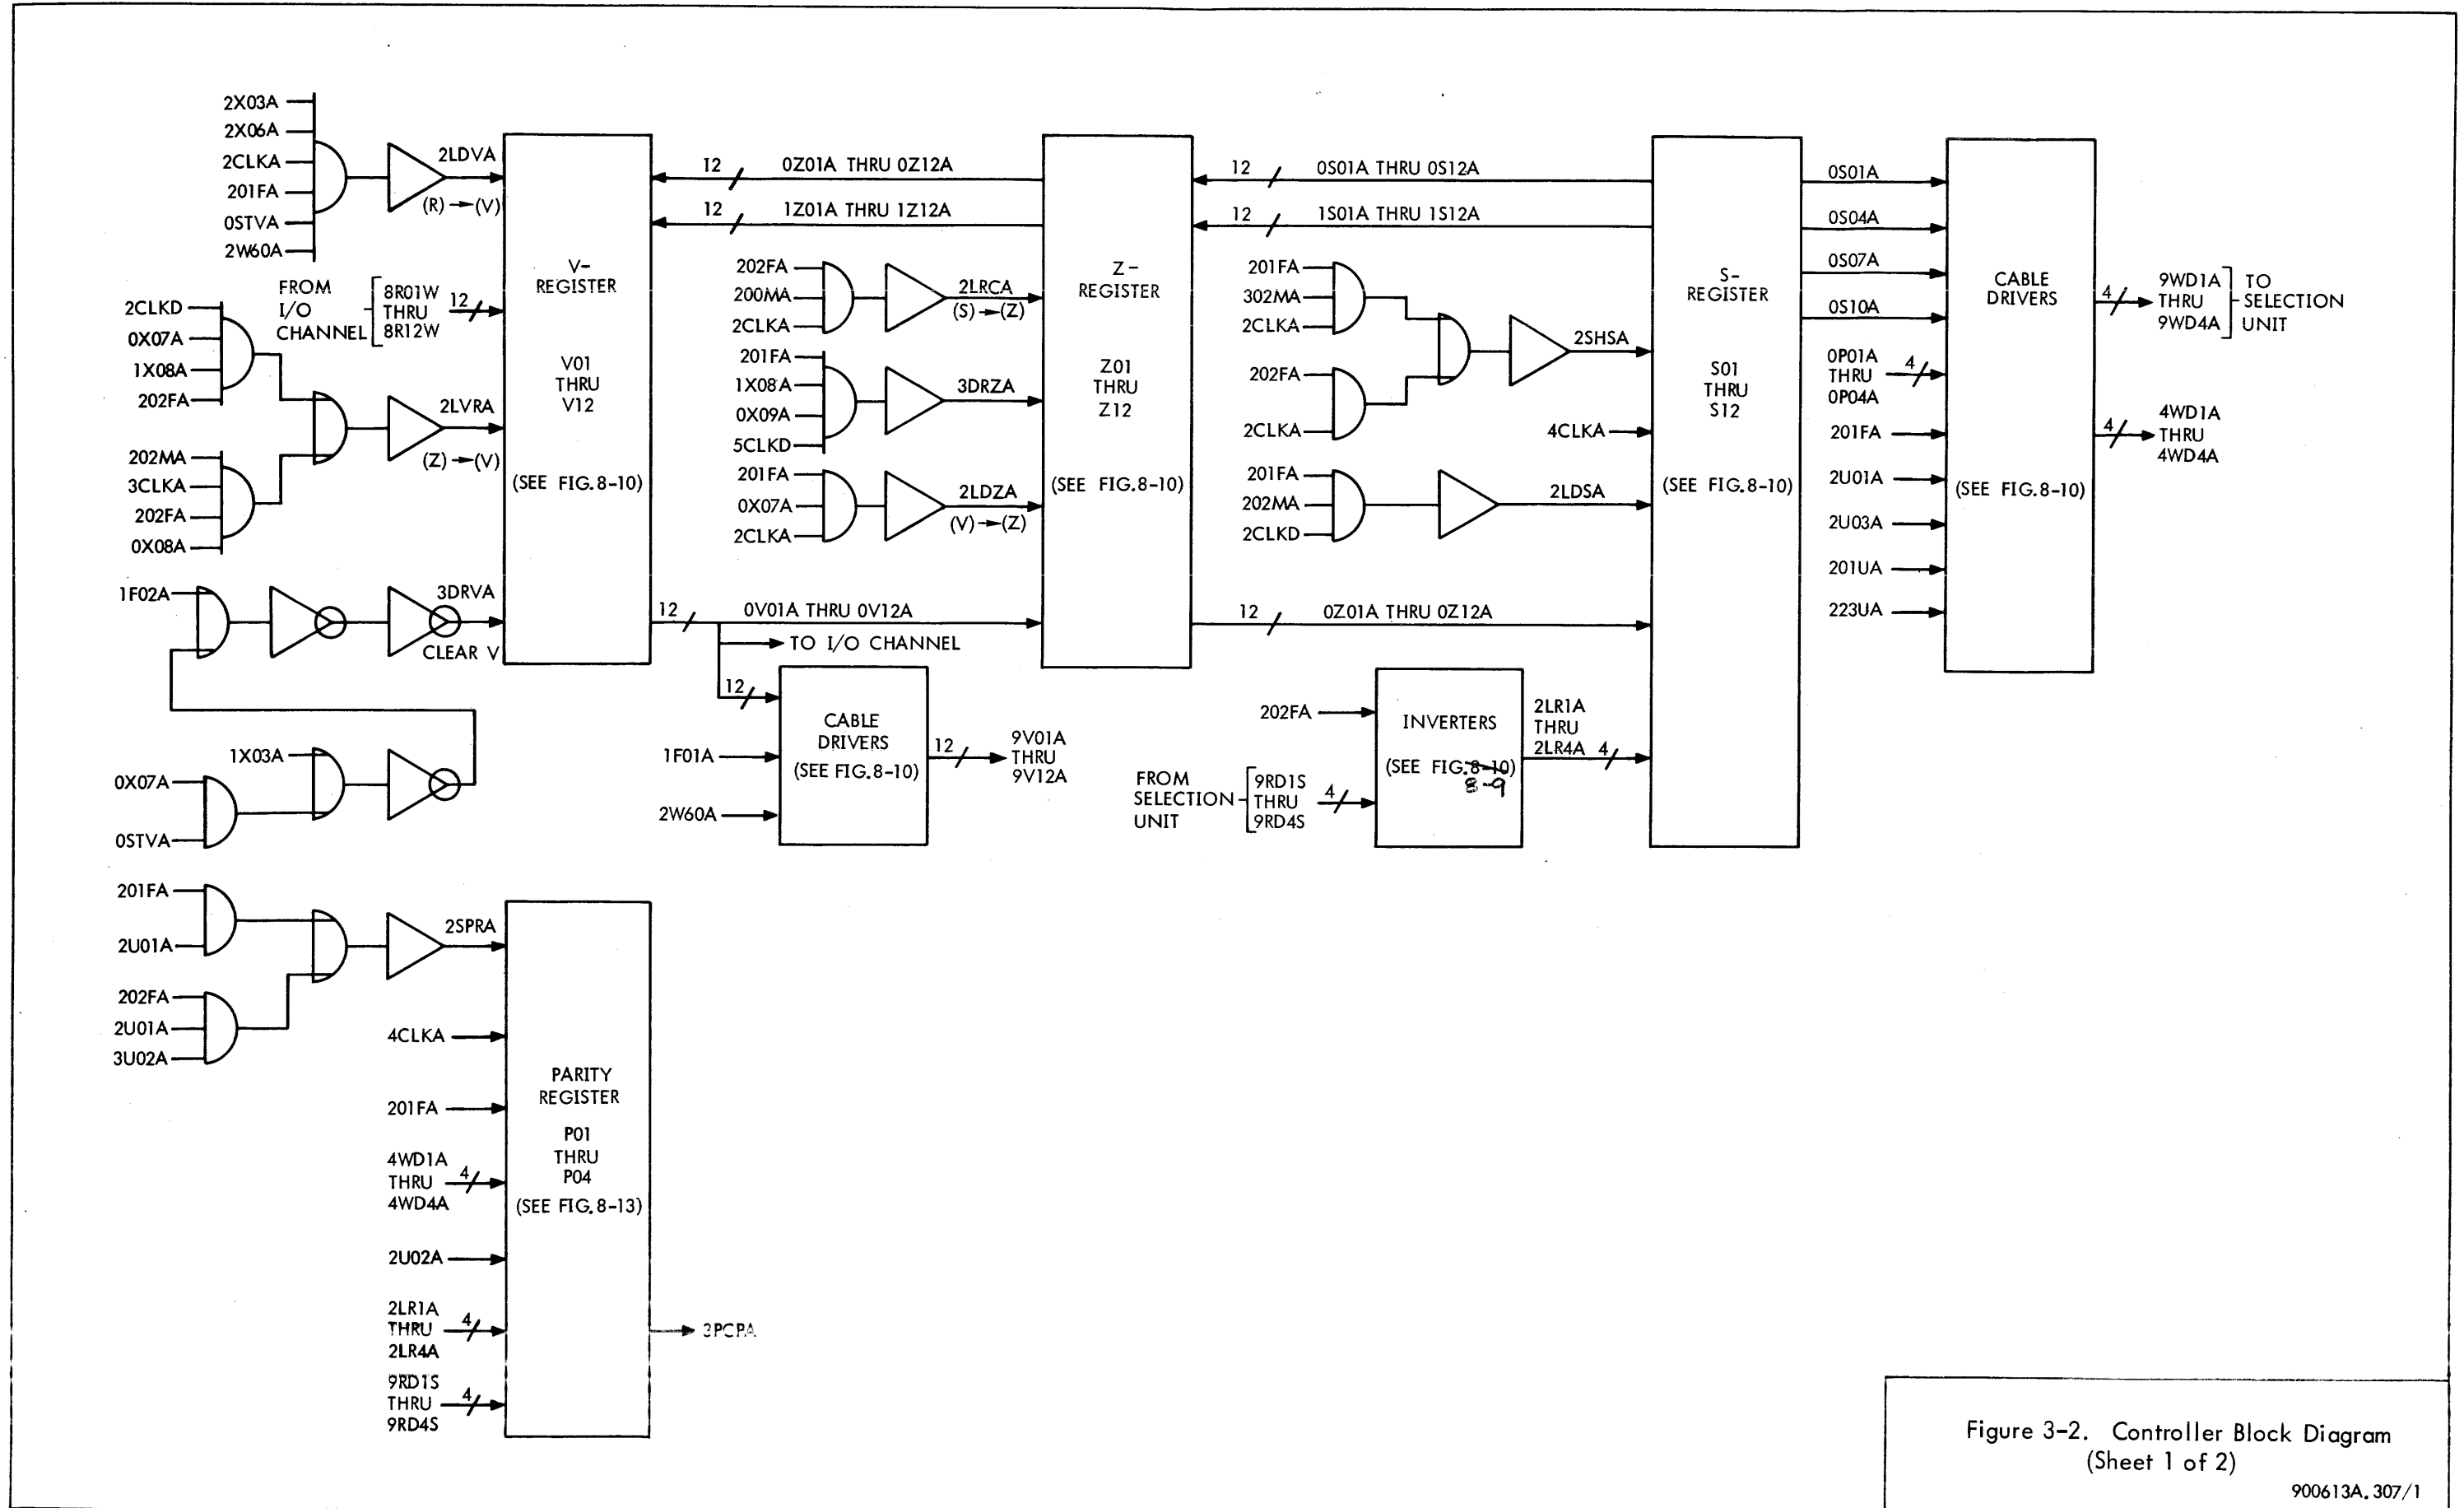 2X03A
2X06A
2CLKA
201FA
0STVA
2W60A
2LDVA
(R) → (V)
FROM
I/O
CHANNEL
8R01W
THRU
8R12W
12
2CLKD
0X07A
1X08A
202FA
202MA
3CLKA
202FA
0X08A
2LVRA
(Z) → (V)
1F02A
3DRVA
CLEAR V
1X03A
0X07A
0STVA
V-
REGISTER
V01
THRU
V12
(SEE FIG.8-10)
12 0Z01A THRU 0Z12A
12 1Z01A THRU 1Z12A
202FA
200MA
2CLKA
2LRCA
(S) → (Z)
201FA
1X08A
0X09A
5CLKD
3DRZA
201FA
0X07A
2CLKA
2LDZA
(V) → (Z)
12 0V01A THRU 0V12A
TO I/O CHANNEL
12
1F01A
2W60A
CABLE
DRIVERS
(SEE FIG.8-10)
12
9V01A
THRU
9V12A
Z-
REGISTER
Z01
THRU
Z12
(SEE FIG.8-10)
12 0S01A THRU 0S12A
12 1S01A THRU 1S12A
201FA
302MA
2CLKA
202FA
2CLKA
2SHSA
4CLKA
201FA
202MA
2CLKD
2LDSA
12 0Z01A THRU 0Z12A
202FA
FROM
SELECTION
UNIT
9RD1S
THRU
9RD4S
4
INVERTERS
(SEE FIG.8-10)
8-9
2LR1A
THRU
2LR4A 4
S-
REGISTER
S01
THRU
S12
(SEE FIG.8-10)
0S01A
0S04A
0S07A
0S10A
0P01A
THRU
0P04A
4
201FA
2U01A
2U03A
201UA
223UA
CABLE
DRIVERS
(SEE FIG.8-10)
4
9WD1A
THRU
9WD4A
TO
SELECTION
UNIT
4
4WD1A
THRU
4WD4A
201FA
2U01A
202FA
2U01A
3U02A
2SPRA
4CLKA
201FA
4WD1A
THRU
4WD4A
4
2U02A
2LR1A
THRU
2LR4A
4
9RD1S
THRU
9RD4S
4
PARITY
REGISTER
P01
THRU
P04
(SEE FIG.8-13)
3PCPA
Figure 3-2. Controller Block Diagram
(Sheet 1 of 2)
900613A.307/1